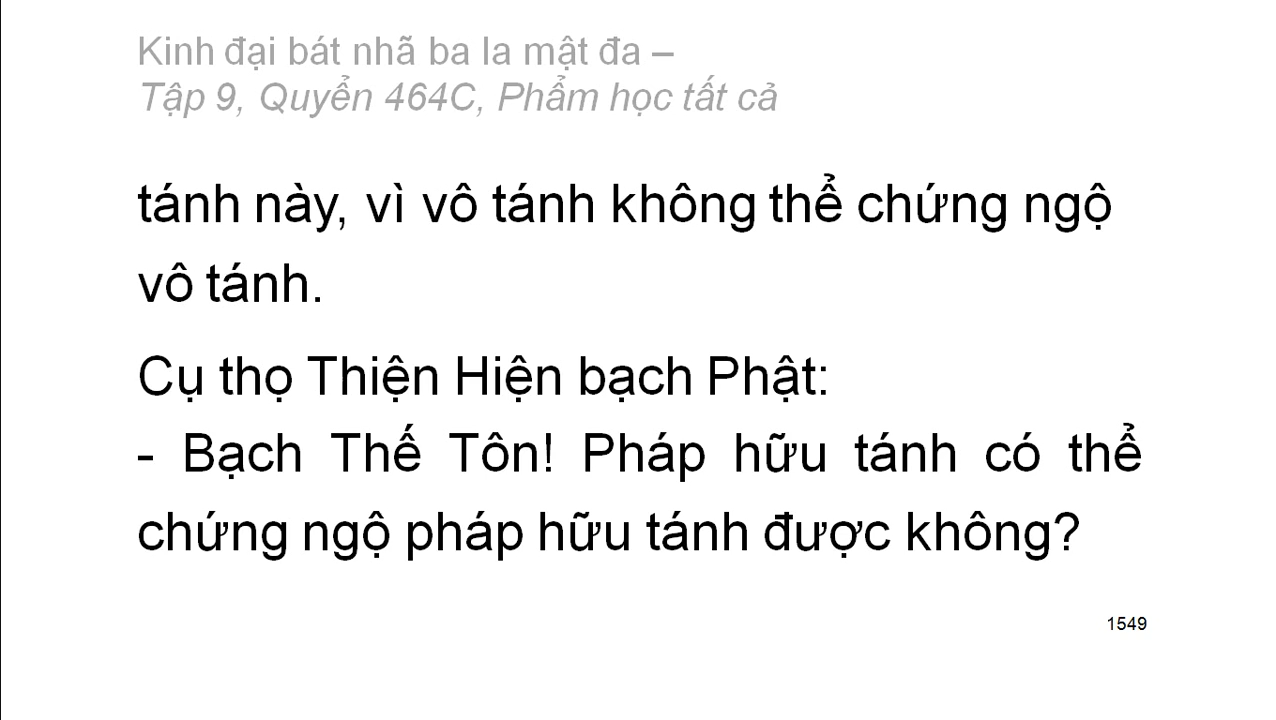 Kinh đại bát nhã ba la mật đa –
Tập 9, Quyển 464C, Phẩm học tất cả
tánh này, vì vô tánh không thể chứng ngộ
vô tánh.
Cụ thọ Thiện Hiện bạch Phật:
- Bạch Thế Tôn! Pháp hữu tánh có thể
chứng ngộ pháp hữu tánh được không?
1549